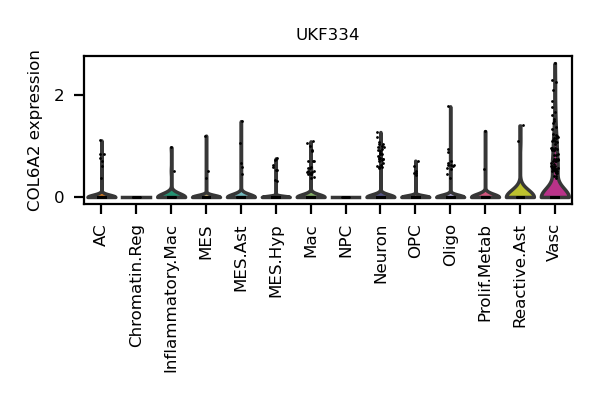 UKF334
COL6A2 expression
2
0
AC
Chromatin.Reg
Inflammatory.Mac
MES
MES.Ast
MES.Hyp
Mac
NPC
Neuron
OPC
Oligo
Prolif.Metab
Reactive.Ast
Vasc